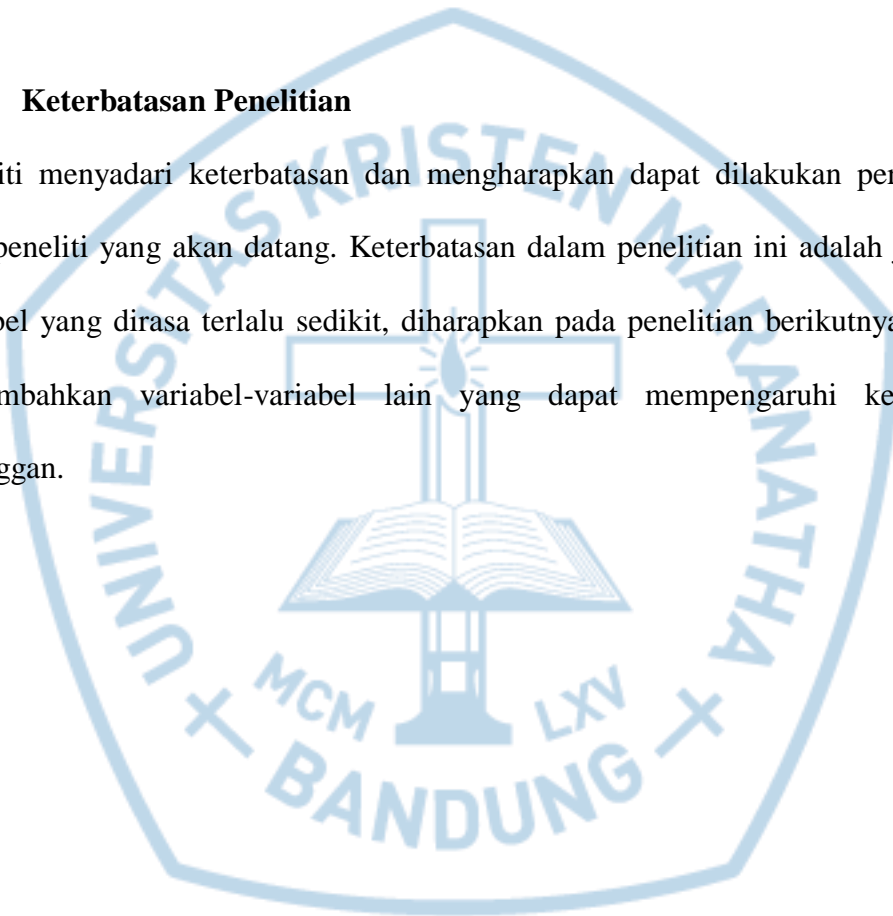 Keterbatasan Penelitian
iti menyadari keterbatasan dan mengharapkan dapat dilakukan pen
peneliti yang akan datang. Keterbatasan dalam penelitian ini adalah
bel yang dirasa terlalu sedikit, diharapkan pada penelitian berikutnya
mbahkan variabel-variabel lain yang dapat mempengaruhi ke
ggan.
UNIVERSITAS KRISTEN MARANATHA
MCM LXV
BANDUNG